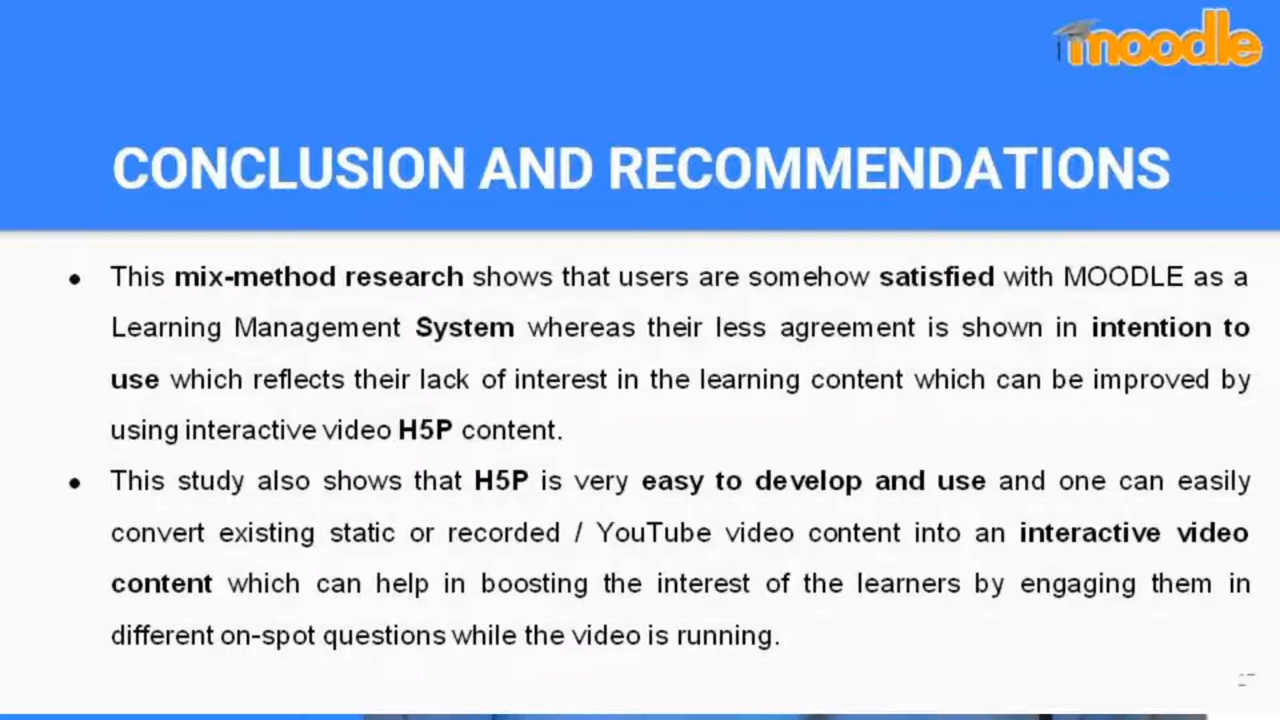 moodle
CONCLUSION AND RECOMMENDATIONS
• This mix-method research shows that users are somehow satisfied with MOODLE as a
Learning Management System whereas their less agreement is shown in intention to
use which reflects their lack of interest in the learning content which can be improved by
using interactive video H5P content.
• This study also shows that H5P is very easy to develop and use and one can easily
convert existing static or recorded / YouTube video content into an interactive video
content which can help in boosting the interest of the learners by engaging them in
different on-spot questions while the video is running.